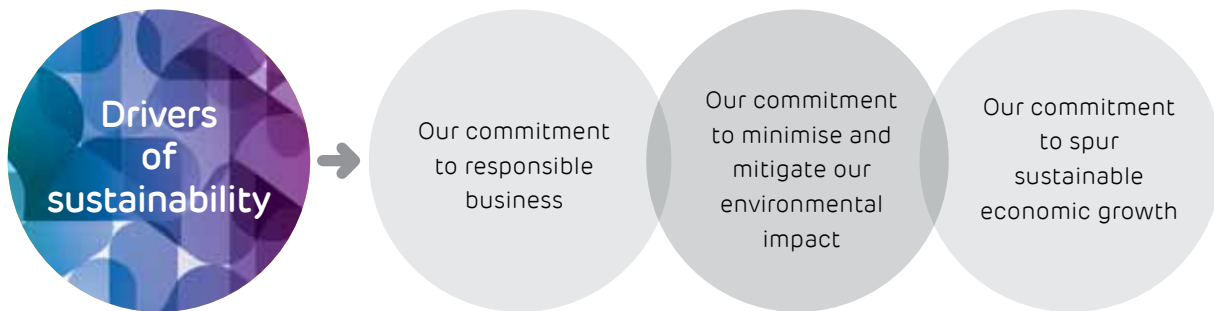 Drivers
of
sustainability
Our commitment
to responsible
business
Our commitment
to minimise and
mitigate our
environmental
impact
Our commitment
to spur
sustainable
economic growth